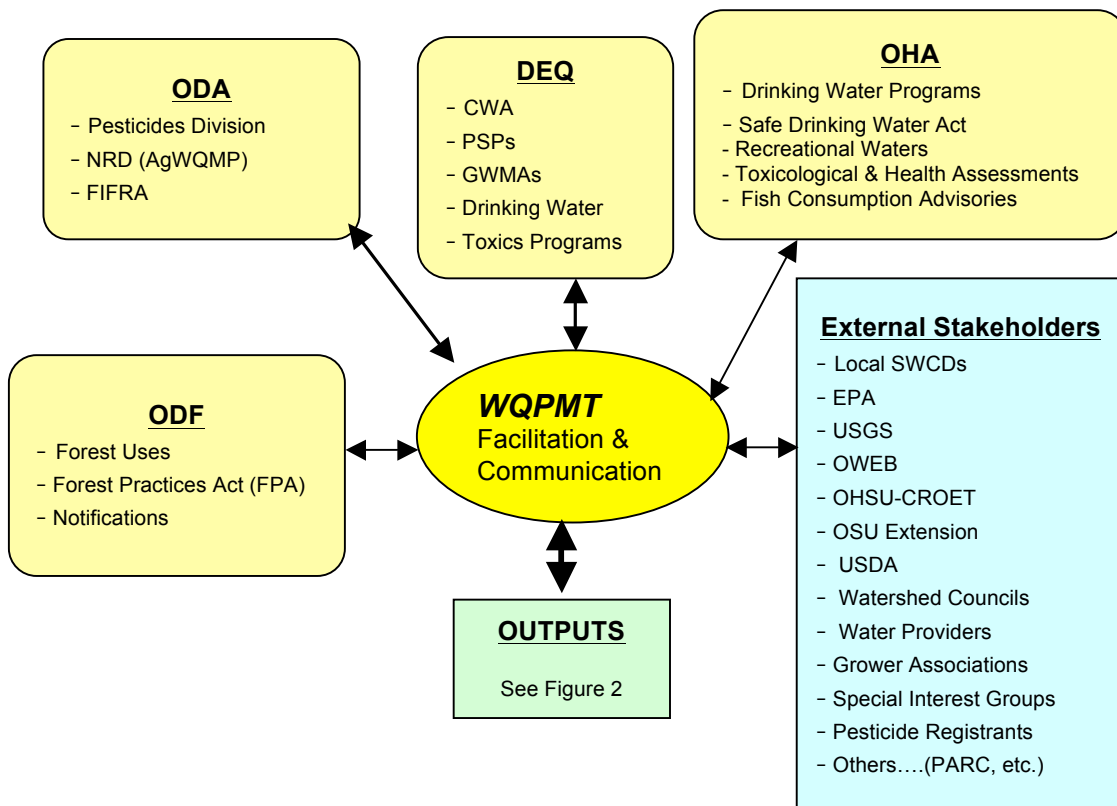 ODA
- Pesticides Division
- NRD (AgWQMP)
- FIFRA
DEQ
- CWA
- PSPs
- GWMAs
- Drinking Water
- Toxics Programs
OHA
- Drinking Water Programs
- Safe Drinking Water Act
- Recreational Waters
- Toxicological & Health Assessments
- Fish Consumption Advisories
ODF
- Forest Uses
- Forest Practices Act (FPA)
- Notifications
WQPMT
Facilitation &
Communication
External Stakeholders
- Local SWCDs
- EPA
- USGS
- OWEB
- OHSU-CROET
- OSU Extension
- USDA
- Watershed Councils
- Water Providers
- Grower Associations
- Special Interest Groups
- Pesticide Registrants
- Others….(PARC, etc.)
OUTPUTS
See Figure 2